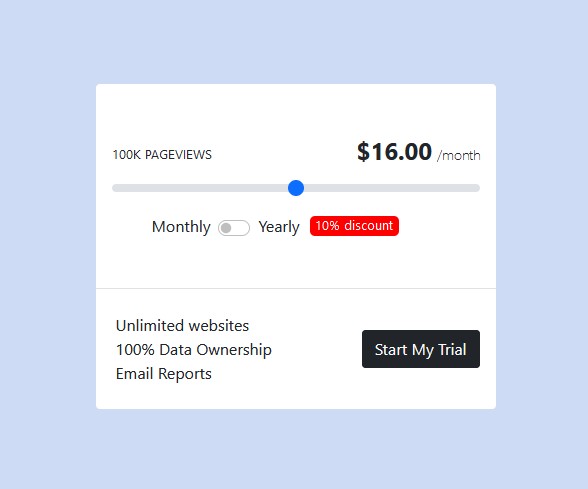 100K PAGEVIEWS $16.00 /month
Monthly Yearly 10% discount
Unlimited websites
100% Data Ownership
Email Reports
Start My Trial